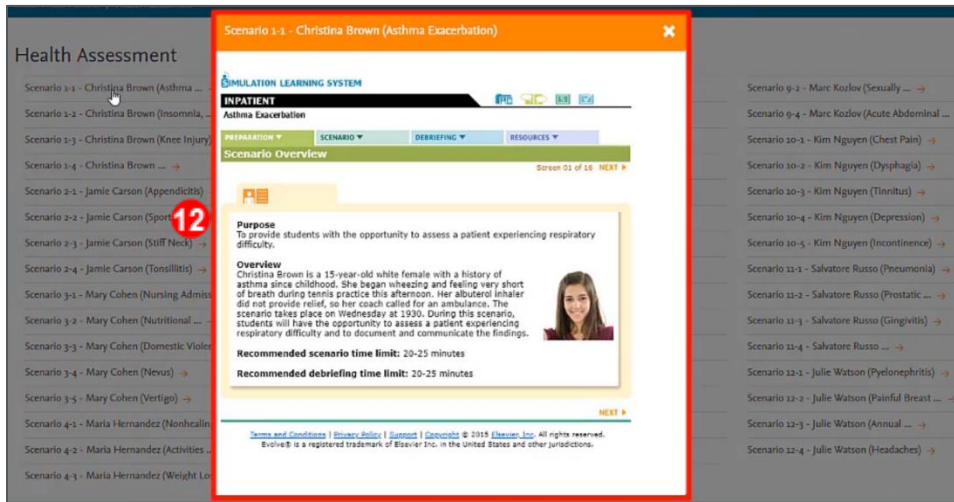 Health Assessment
Scenario 1-1 - Christina Brown (Asthma ... →
Scenario 1-2 - Christina Brown (Insomnia, ..
Scenario 1-3 - Christina Brown (Knee Injury)
Scenario 1-4 - Christina Brown ... →
Scenario 2-1 - Jamie Carson (Appendicitis)
Scenario 2-2 - Jamie Carson
Scenario 2-3 - Jamie Carson (Stiff Neck) →
Scenario 2-4 - Jamie Carson (Tonsillitis) →
Scenario 3-1 - Mary Cohen (Nursing
Scenario 3-2 - Mary Cohen (Nutritional ...
Scenario 3-3 - Mary Cohen (Domestic
Scenario 3-4 - Mary Cohen (Nevus) →
Scenario 3-5 - Mary Cohen (Vertigo) →
Scenario 4-1 - Maria Hernandez
Scenario 4-2 - Maria Hernandez (Activities ..
Scenario 4-3 - Maria Hernandez (Weight
12
Scenario 1-1 - Christina Brown (Asthma Exacerbation)
SIMULATION LEARNING SYSTEM
INPATIENT
Asthma Exacerbation
PREPARATION ▼ SCENARIO ▼ DEBRIEFING ▼ RESOURCES ▼
Scenario Overview
Screen 01 of 16 NEXT
Purpose
To provide students with the opportunity to assess a patient experiencing respiratory
difficulty.
Overview
Christina Brown is a 15-year-old white female with a history of
asthma since childhood. She began wheezing and feeling very short
of breath during tennis practice this afternoon. Her albuterol inhaler
did not provide relief, so her coach called for an ambulance. The
scenario takes place on Wednesday at 1930. During this scenario,
students will have the opportunity to assess a patient experiencing
respiratory difficulty and to document and communicate the findings.
Recommended scenario time limit: 20-25 minutes
Recommended debriefing time limit: 20-25 minutes
NEXT
Terms and Conditions | Privacy Policy | Support | Copyright © 2015 Elsevier, Inc. All rights reserved.
Evolve® is a registered trademark of Elsevier Inc. in the United States and other jurisdictions.
Scenario 9-2 - Marc Kozlov (Sexually ... →
Scenario 9-4 - Marc Kozlov (Acute Abdominal ...
Scenario 10-1 - Kim Nguyen (Chest Pain) →
Scenario 10-2 - Kim Nguyen (Dysphagia) →
Scenario 10-3 - Kim Nguyen (Tinnitus) →
Scenario 10-4 - Kim Nguyen (Depression) →
Scenario 10-5 - Kim Nguyen (Incontinence) →
Scenario 11-1 - Salvatore Russo (Pneumonia) →
Scenario 11-2 - Salvatore Russo (Prostatic ... →
Scenario 11-3 - Salvatore Russo (Gingivitis) →
Scenario 11-4 - Salvatore Russo ... →
Scenario 12-1 - Julie Watson (Pyelonephritis) →
Scenario 12-2 - Julie Watson (Painful Breast ... →
Scenario 12-3 - Julie Watson (Annual ... →
Scenario 12-4 - Julie Watson (Headaches) →